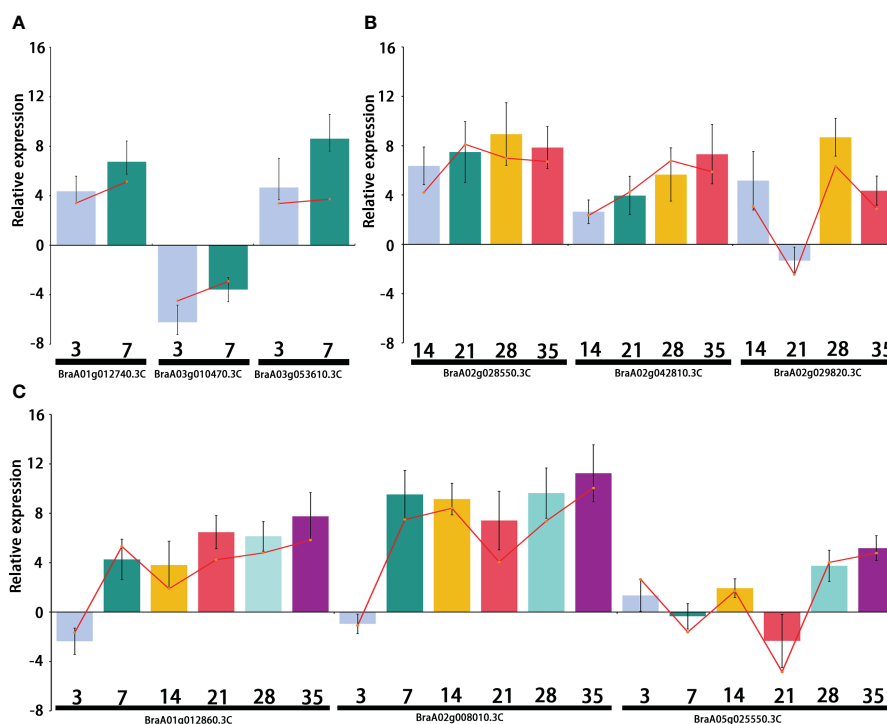 A
Relative expression
16
12
8
4
0
-4
-8
3 7 3 7 3 7
BraA01g012740.3C BraA03g010470.3C BraA03g053610.3C
B
Relative expression
16
12
8
4
0
-4
-8
14 21 28 35 14 21 28 35 14 21 28 35
BraA02g028550.3C BraA02g042810.3C BraA02g029820.3C
C
Relative expression
16
12
8
4
0
-4
-8
3 7 14 21 28 35 3 7 14 21 28 35 3 7 14 21 28 35
BraA01g012860.3C BraA02g008010.3C BraA05g025550.3C